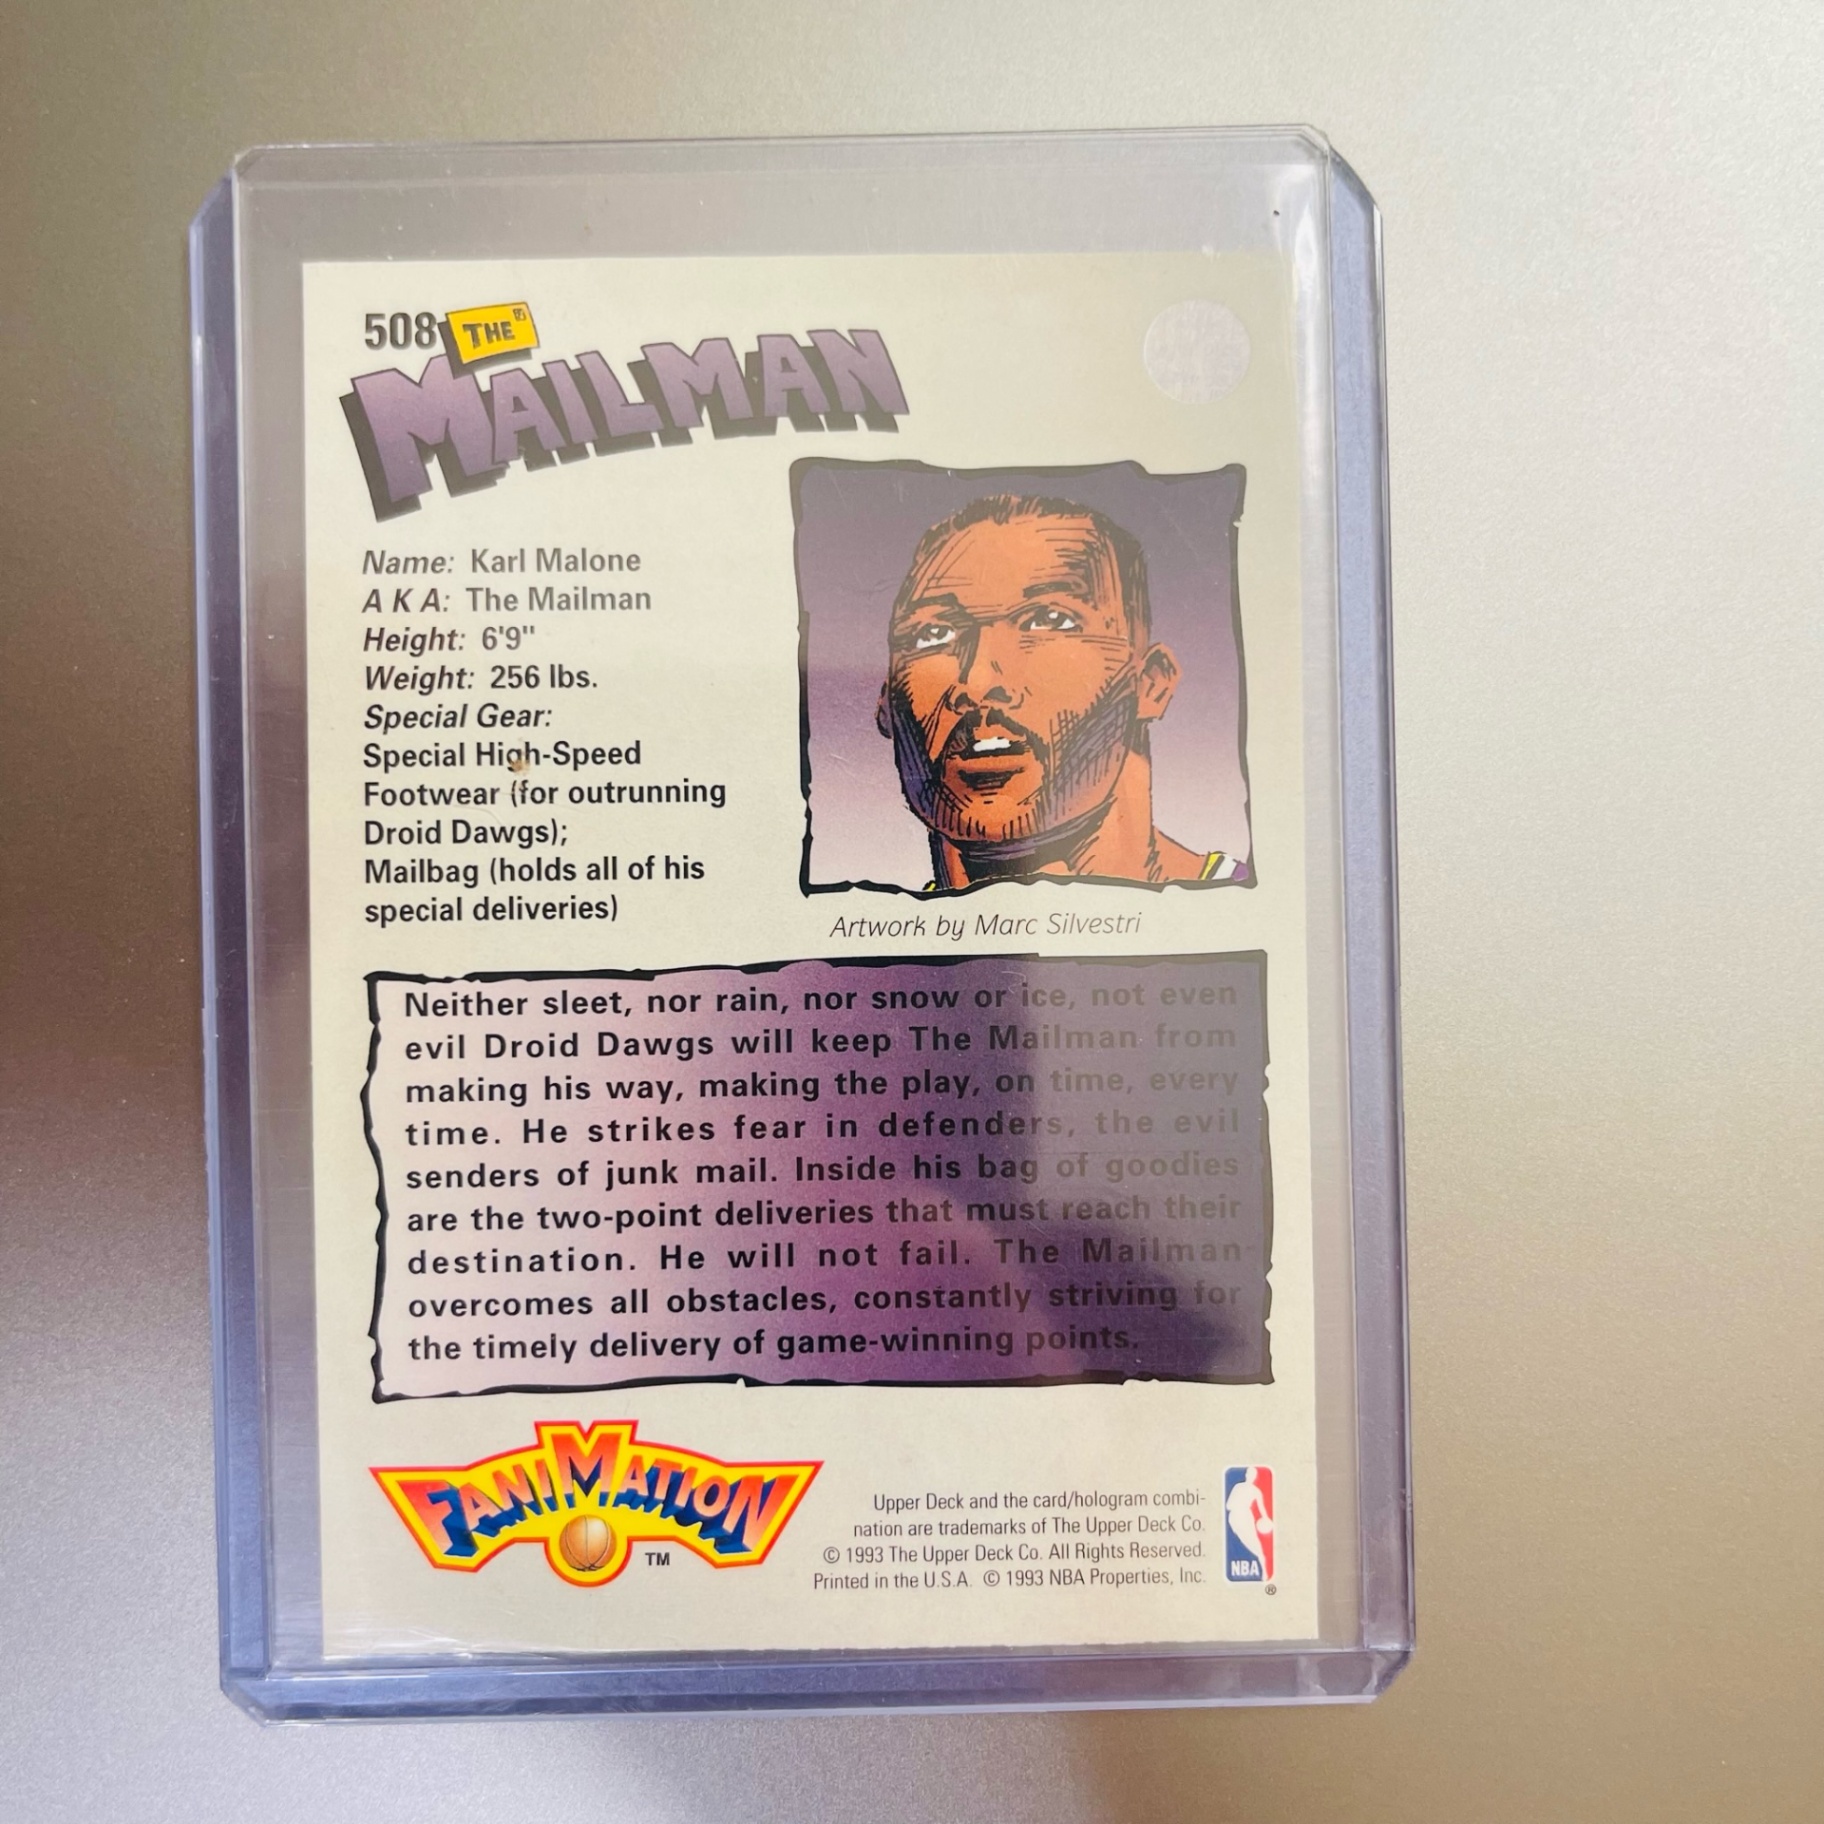 508 THE
MAILMAN
Name: Karl Malone
A K A: The Mailman
Height: 6'9"
Weight: 256 lbs.
Special Gear:
Special High-Speed
Footwear (for outrunning
Droid Dawgs);
Mailbag (holds all of his
special deliveries)
Artwork by Marc Silvestri
Neither sleet, nor rain, nor snow or ice, not even
evil Droid Dawgs will keep The Mailman from
making his way, making the play, on time, every
time. He strikes fear in defenders, the evil
senders of junk mail. Inside his bag of goodies
are the two-point deliveries that must reach their
destination. He will not fail. The Mailman
overcomes all obstacles, constantly striving for
the timely delivery of game-winning points.
FANIMATION
TM
Upper Deck and the card/hologram combi-
nation are trademarks of The Upper Deck Co.
© 1993 The Upper Deck Co. All Rights Reserved.
Printed in the U.S.A. © 1993 NBA Properties, Inc.
NBA
®